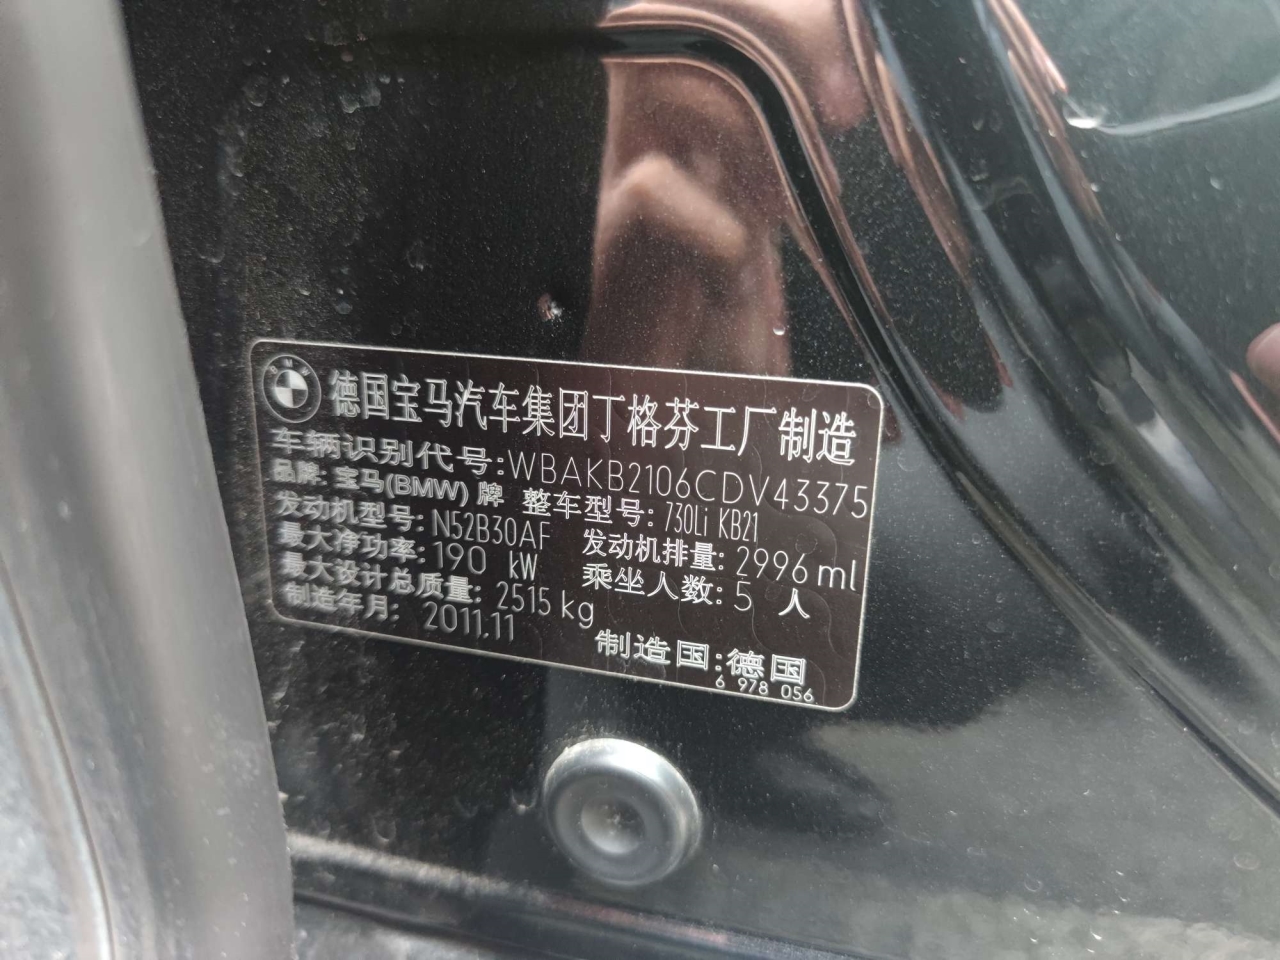 BMW
德国宝马汽车集团丁格芬工厂制造
车辆识别代号:WBAKB2106CDV43375
品牌:宝马(BMW)牌 整车型号:730Li KB21
发动机型号:N52B30AF 发动机排量:2996ml
最大净功率:190 kW 乘坐人数:5 人
最大设计总质量:2515kg
制造年月:2011.11 制造国:德国
6 978 056